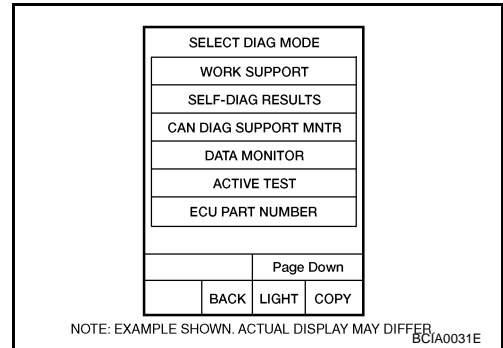 SELECT DIAG MODE
WORK SUPPORT
SELF-DIAG RESULTS
CAN DIAG SUPPORT MNTR
DATA MONITOR
ACTIVE TEST
ECU PART NUMBER
Page Down
BACK LIGHT COPY
NOTE: EXAMPLE SHOWN. ACTUAL DISPLAY MAY DIFFER.
BCIA0031E